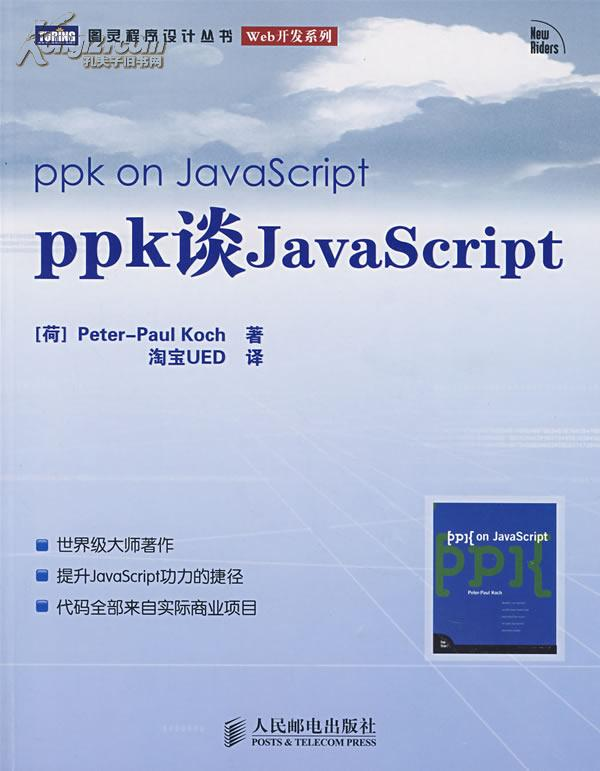 TURING 图灵程序设计丛书 Web开发系列
New
Riders
Kongfz.com
孔夫子旧书网
ppk on JavaScript
ppk谈JavaScript
[荷] Peter-Paul Koch 著
淘宝UED 译
世界级大师著作
提升JavaScript功力的捷径
代码全部来自实际商业项目
ppk on JavaScript
ppk
Peter-Paul Koch
人民邮电出版社
POSTS & TELECOM PRESS